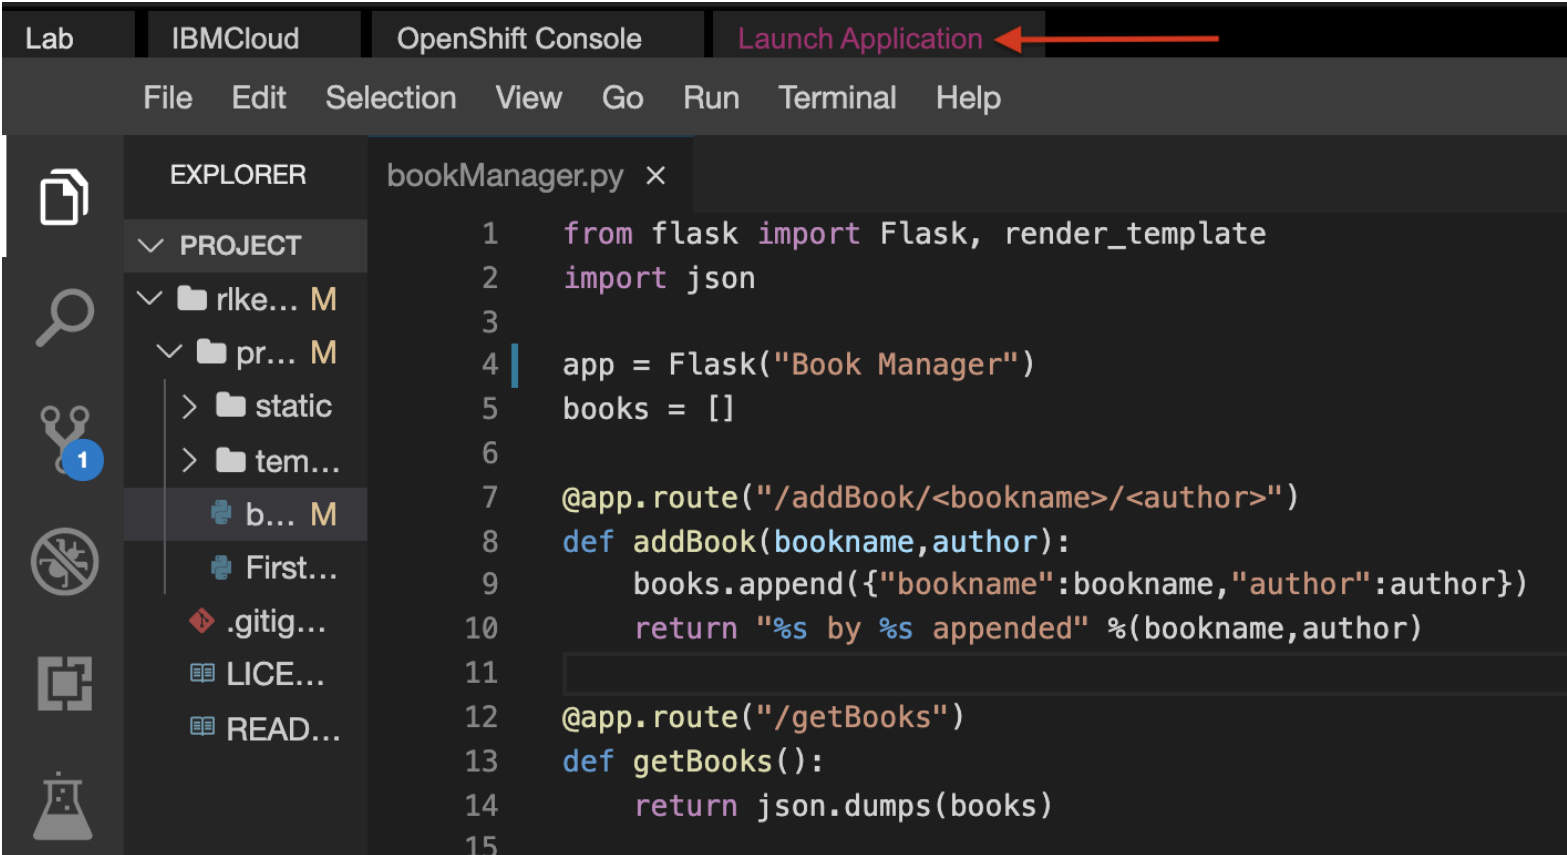 Lab IBMCloud OpenShift Console Launch Application
File Edit Selection View Go Run Terminal Help
EXPLORER
PROJECT
rlke... M
pr... M
static
tem...
b... M
First...
.gitig...
LICE...
READ...
1
bookManager.py ×
1 from flask import Flask, render_template
2 import json
3
4 app = Flask("Book Manager")
5 books = []
6
7 @app.route("/addBook/<bookname>/<author>")
8 def addBook(bookname,author):
9     books.append({"bookname":bookname,"author":author})
10     return "%s by %s appended" %(bookname,author)
11
12 @app.route("/getBooks")
13 def getBooks():
14     return json.dumps(books)
15